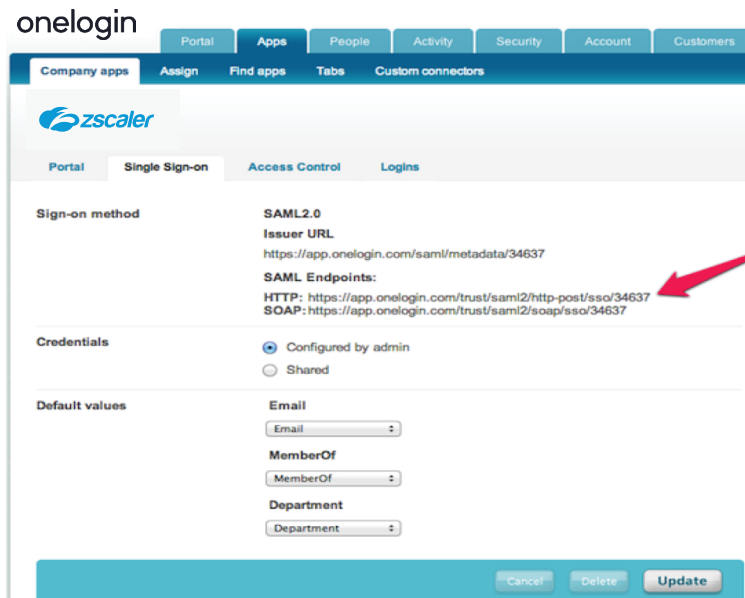 onelogin
Portal Apps People Activity Security Account Customers
Company apps Assign Find apps Tabs Custom connectors
zscaler
Portal Single Sign-on Access Control Logins
Sign-on method SAML2.0
Issuer URL
https://app.onelogin.com/saml/metadata/34637
SAML Endpoints:
HTTP: https://app.onelogin.com/trust/saml2/http-post/sso/34637
SOAP: https://app.onelogin.com/trust/saml2/soap/sso/34637
Credentials Configured by admin
Shared
Default values Email
Email
MemberOf
MemberOf
Department
Department
Cancel Delete Update